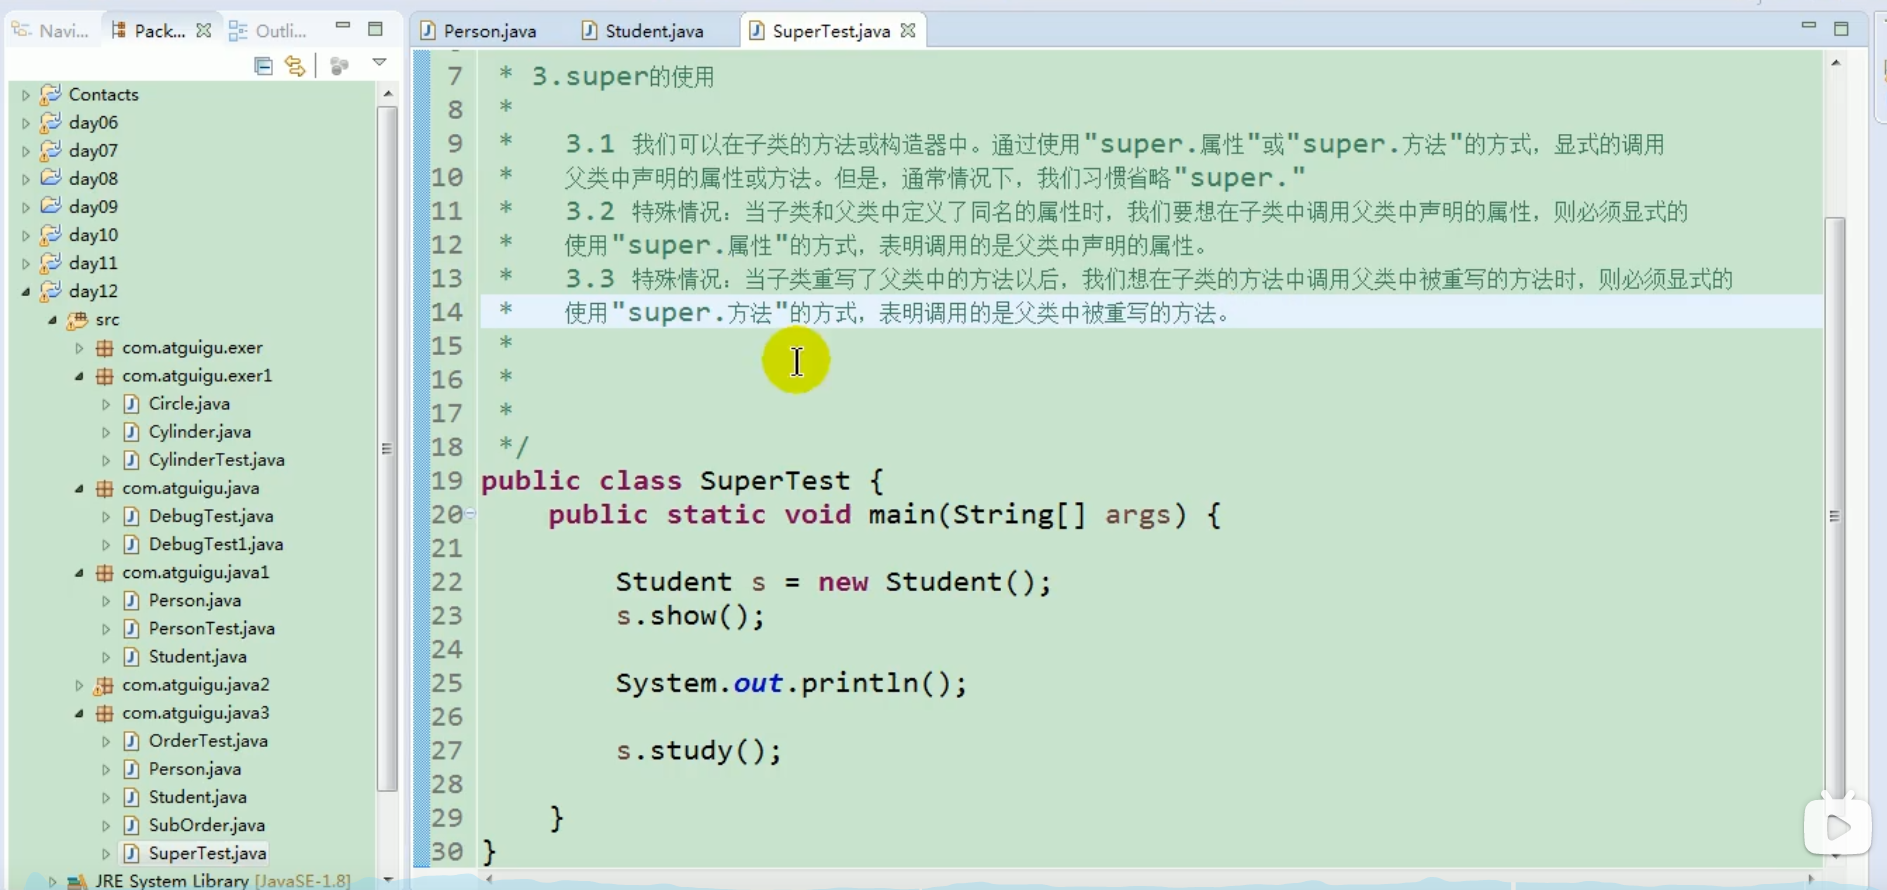 Navi...
Pack...
Outli...
Contacts
day06
day07
day08
day09
day10
day11
day12
src
com.atguigu.exer
com.atguigu.exer1
Circle.java
Cylinder.java
CylinderTest.java
com.atguigu.java
DebugTest.java
DebugTest1.java
com.atguigu.java1
Person.java
PersonTest.java
Student.java
com.atguigu.java2
com.atguigu.java3
OrderTest.java
Person.java
Student.java
SubOrder.java
SuperTest.java
JRE System Library [JavaSE-1.8]
Person.java
Student.java
SuperTest.java
7 * 3.super的使用
8 *
9 * 3.1 我们可以在子类的方法或构造器中。通过使用"super.属性"或"super.方法"的方式，显式的调用
10 * 父类中声明的属性或方法。但是，通常情况下，我们习惯省略"super."
11 * 3.2 特殊情况：当子类和父类中定义了同名的属性时，我们要想在子类中调用父类中声明的属性，则必须显式的
12 * 使用"super.属性"的方式，表明调用的是父类中声明的属性。
13 * 3.3 特殊情况：当子类重写了父类中的方法以后，我们想在子类的方法中调用父类中被重写的方法时，则必须显式的
14 * 使用"super.方法"的方式，表明调用的是父类中被重写的方法。
15 *
16 *
17 *
18 */
19 public class SuperTest {
20 public static void main(String[] args) {
21
22 Student s = new Student();
23 s.show();
24
25 System.out.println();
26
27 s.study();
28
29 }
30 }